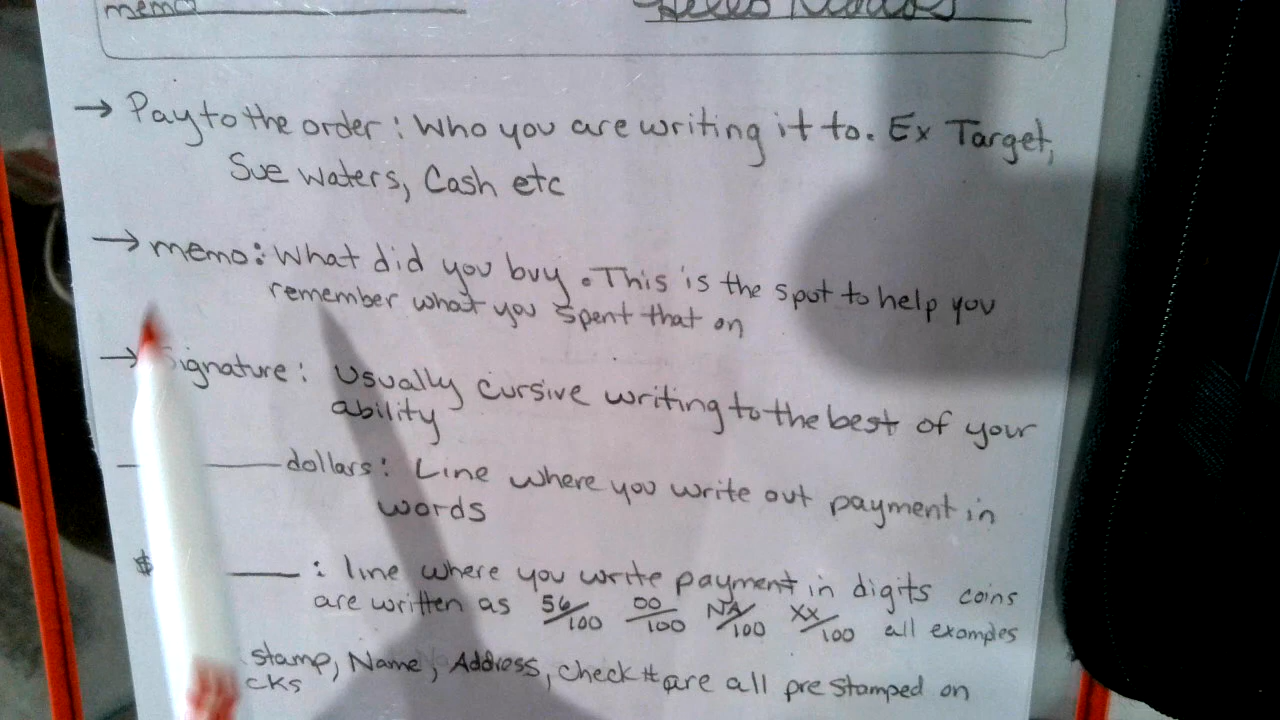 memo Hello
→ Pay to the order: Who you are writing it to. Ex Target,
Sue Waters, Cash etc
→ memo: What did you buy. This is the spot to help you
remember what you spent that on
→ Signature: Usually cursive writing to the best of your
ability
______ dollars: Line where you write out payment in
words
$ ______ : line where you write payment in digits coins
are written as 56/100 00/100 NA/100 XX/100 all examples
stamp, Name, Address, check # are all pre stamped on
cks